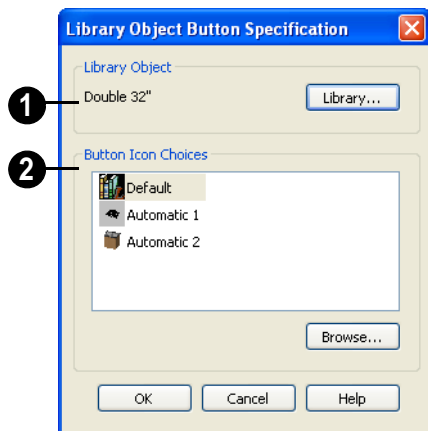 Library Object Button Specification
Library Object
1
Double 32"
Library...
2
Button Icon Choices
Default
Automatic 1
Automatic 2
Browse...
OK
Cancel
Help